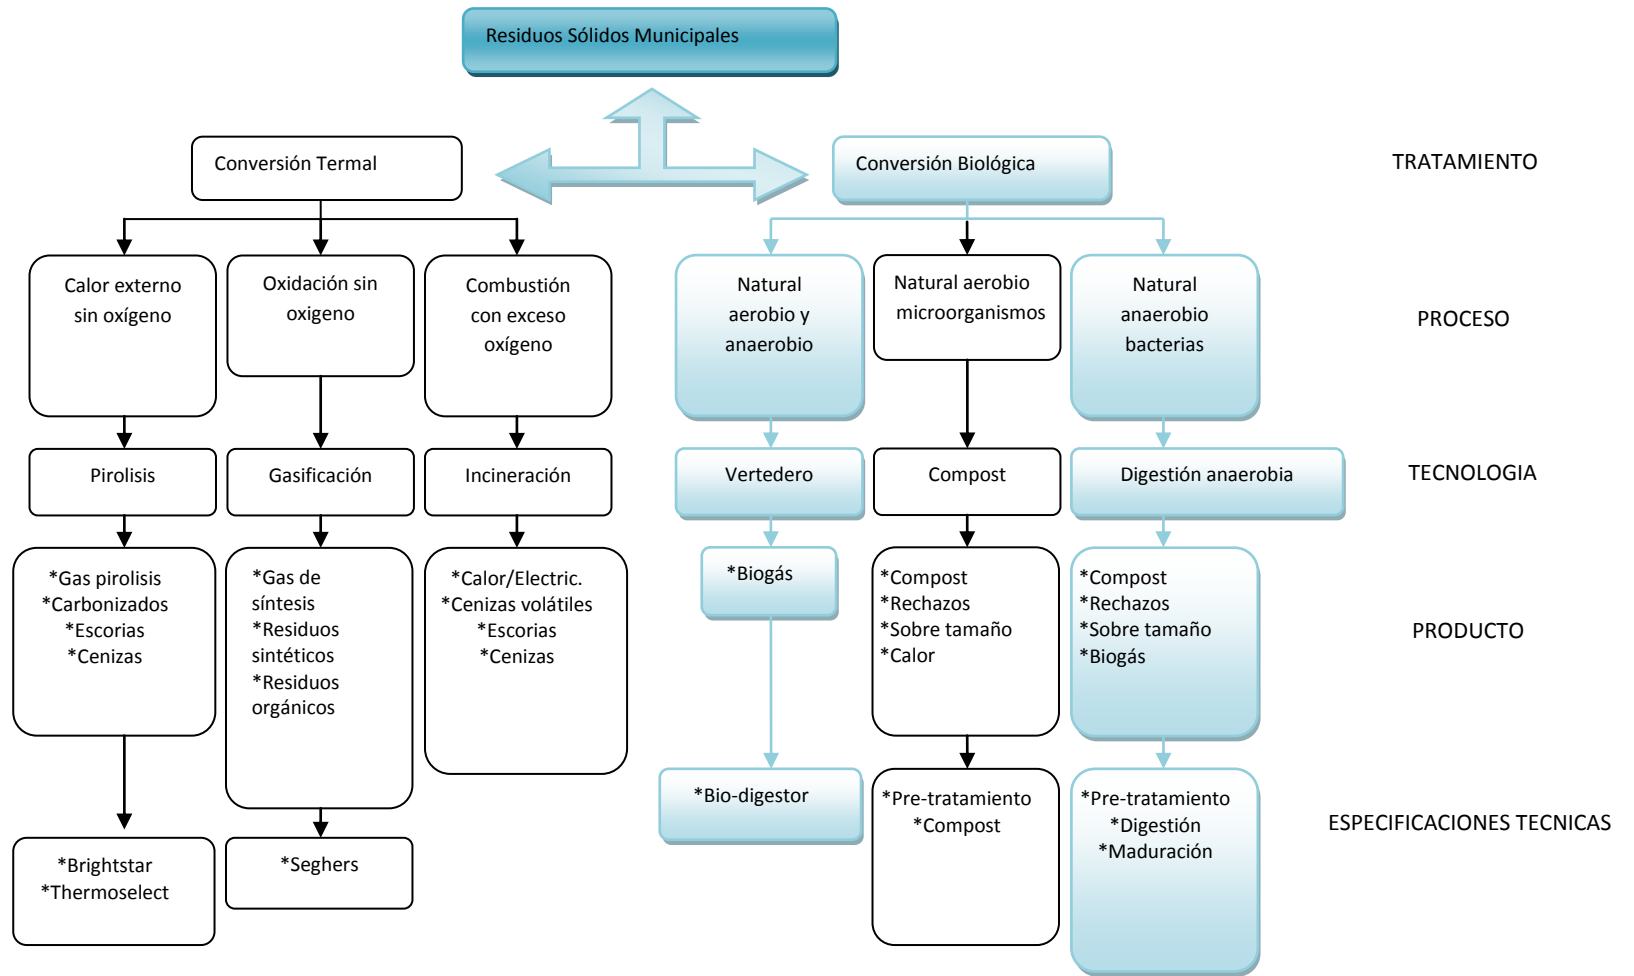 Residuos Sólidos Municipales
Conversión Termal
Conversión Biológica
TRATAMIENTO
Calor externo
sin oxígeno
Oxidación sin
oxigeno
Combustión
con exceso
oxígeno
Natural
aerobio y
anaerobio
Natural aerobio
microorganismos
Natural
anaerobio
bacterias
PROCESO
Pirolisis
Gasificación
Incineración
Vertedero
Compost
Digestión anaerobia
TECNOLOGIA
*Gas pirolisis
*Carbonizados
*Escorias
*Cenizas
*Gas de
síntesis
*Residuos
sintéticos
*Residuos
orgánicos
*Calor/Electric.
*Cenizas volátiles
*Escorias
*Cenizas
*Biogás
*Compost
*Rechazos
*Sobre tamaño
*Calor
*Compost
*Rechazos
*Sobre tamaño
*Biogás
PRODUCTO
*Brightstar
*Thermoselect
*Seghers
*Bio-digestor
*Pre-tratamiento
*Compost
*Pre-tratamiento
*Digestión
*Maduración
ESPECIFICACIONES TECNICAS